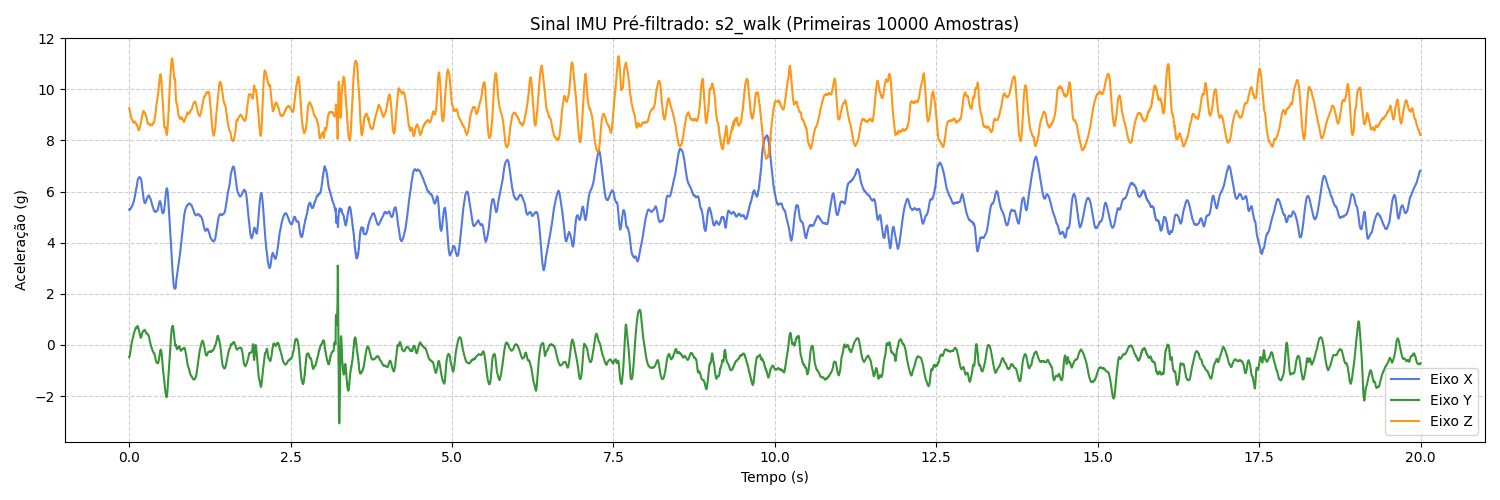 Sinal IMU Pré-filtrado: s2_walk (Primeiras 10000 Amostras)
Aceleração (g)
12
10
8
6
4
2
0
−2
0.0 2.5 5.0 7.5 10.0 12.5 15.0 17.5 20.0
Tempo (s)
Eixo X
Eixo Y
Eixo Z